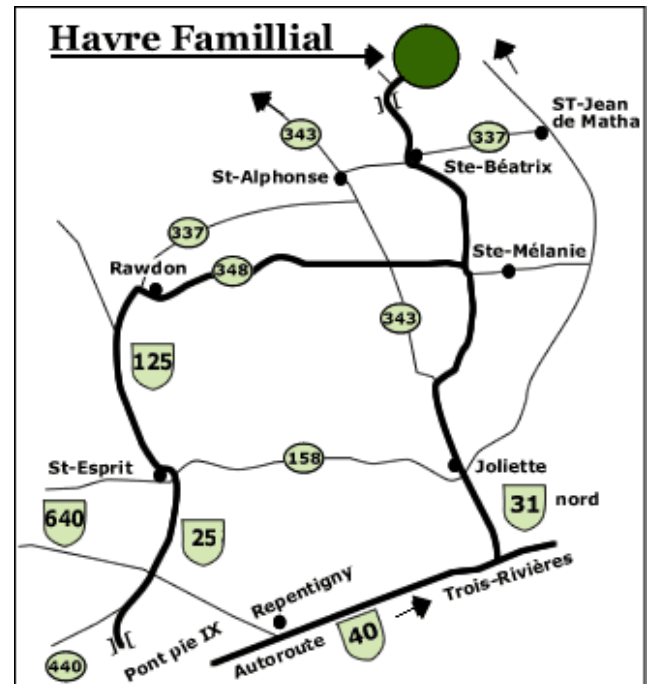 Havre Famillial
ST-Jean
de Matha
343
337
St-Alphonse
Ste-Béatrix
337
Rawdon
348
Ste-Mélanie
343
125
St-Esprit
158
Joliette
640
25
31 nord
Repentigny
Trois-Rivières
440
Pont pie IX
Autoroute 40